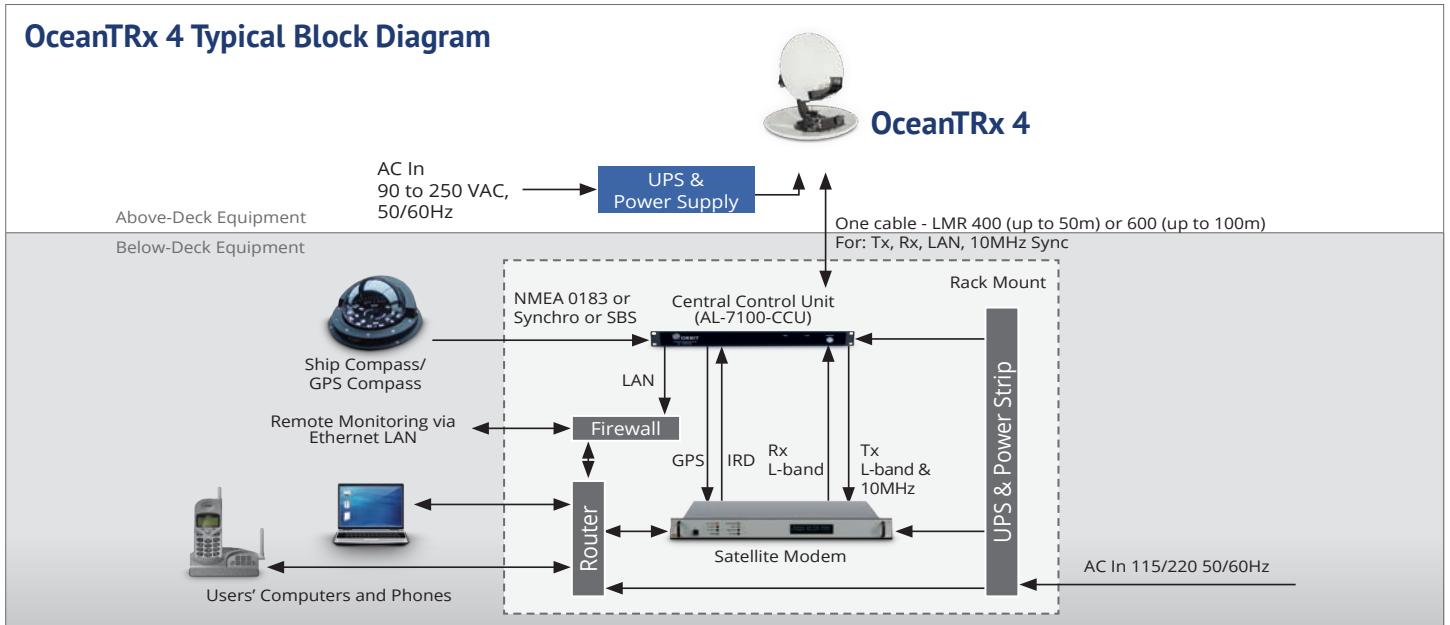 OceanTRx 4 Typical Block Diagram
OceanTRx 4
AC In
90 to 250 VAC,
50/60Hz
UPS &
Power Supply
Above-Deck Equipment
Below-Deck Equipment
One cable - LMR 400 (up to 50m) or 600 (up to 100m)
For: Tx, Rx, LAN, 10MHz Sync
Rack Mount
NMEA 0183 or
Synchro or SBS
Central Control Unit
(AL-7100-CCU)
ORBIT
Ship Compass/
GPS Compass
LAN
Remote Monitoring via
Ethernet LAN
Firewall
GPS
IRD
Rx
L-band
Tx
L-band &
10MHz
UPS & Power Strip
Router
Satellite Modem
AC In 115/220 50/60Hz
Users' Computers and Phones